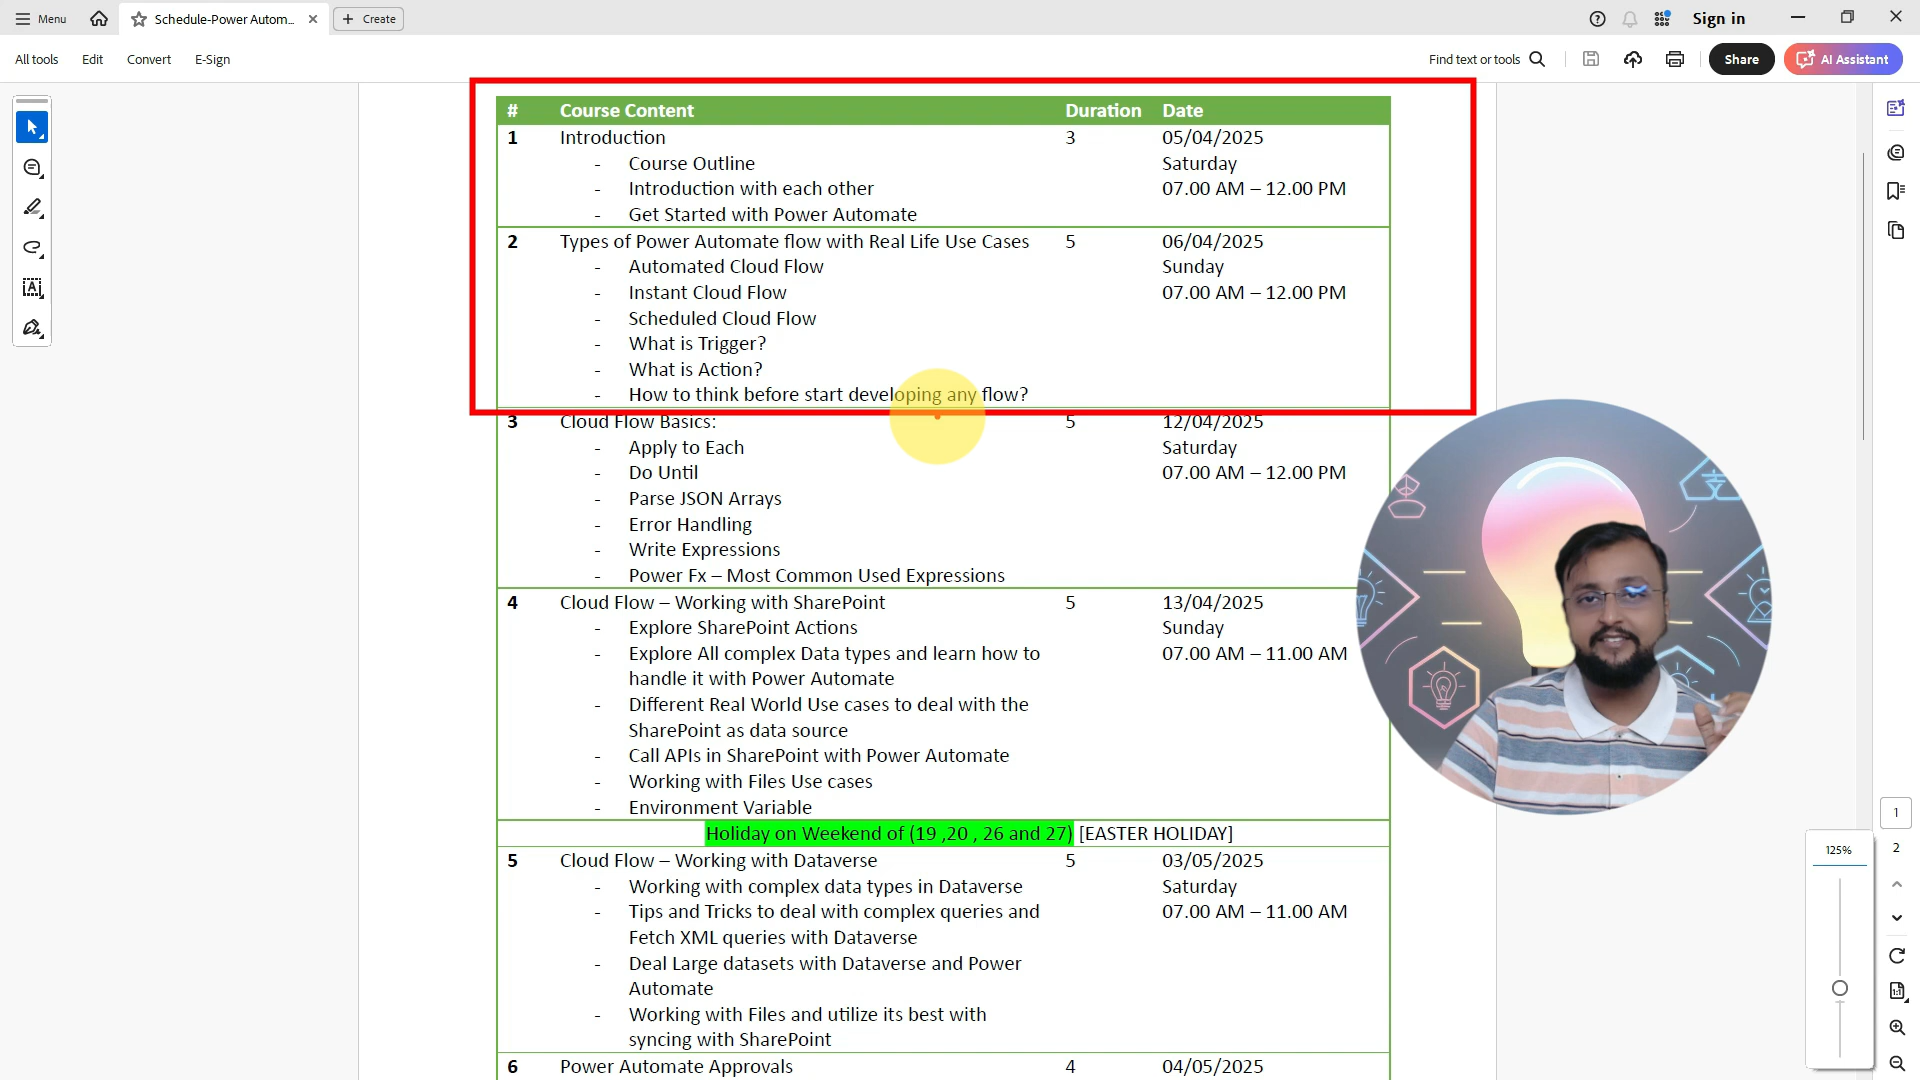 Menu
Schedule-Power Autom...
Create
Sign in
All tools
Edit
Convert
E-Sign
Find text or tools
Share
AI Assistant
# Course Content Duration Date
1 Introduction 3 05/04/2025
- Course Outline Saturday
- Introduction with each other 07.00 AM – 12.00 PM
- Get Started with Power Automate
2 Types of Power Automate flow with Real Life Use Cases 5 06/04/2025
- Automated Cloud Flow Sunday
- Instant Cloud Flow 07.00 AM – 12.00 PM
- Scheduled Cloud Flow
- What is Trigger?
- What is Action?
- How to think before start developing any flow?
3 Cloud Flow Basics: 5 12/04/2025
- Apply to Each Saturday
- Do Until 07.00 AM – 12.00 PM
- Parse JSON Arrays
- Error Handling
- Write Expressions
- Power Fx – Most Common Used Expressions
4 Cloud Flow – Working with SharePoint 5 13/04/2025
- Explore SharePoint Actions Sunday
- Explore All complex Data types and learn how to 07.00 AM – 11.00 AM
handle it with Power Automate
- Different Real World Use cases to deal with the
SharePoint as data source
- Call APIs in SharePoint with Power Automate
- Working with Files Use cases
- Environment Variable
Holiday on Weekend of (19 ,20 , 26 and 27) [EASTER HOLIDAY]
5 Cloud Flow – Working with Dataverse 5 03/05/2025
- Working with complex data types in Dataverse Saturday
- Tips and Tricks to deal with complex queries and 07.00 AM – 11.00 AM
Fetch XML queries with Dataverse
- Deal Large datasets with Dataverse and Power
Automate
- Working with Files and utilize its best with
syncing with SharePoint
6 Power Automate Approvals 4 04/05/2025
1
2
125%